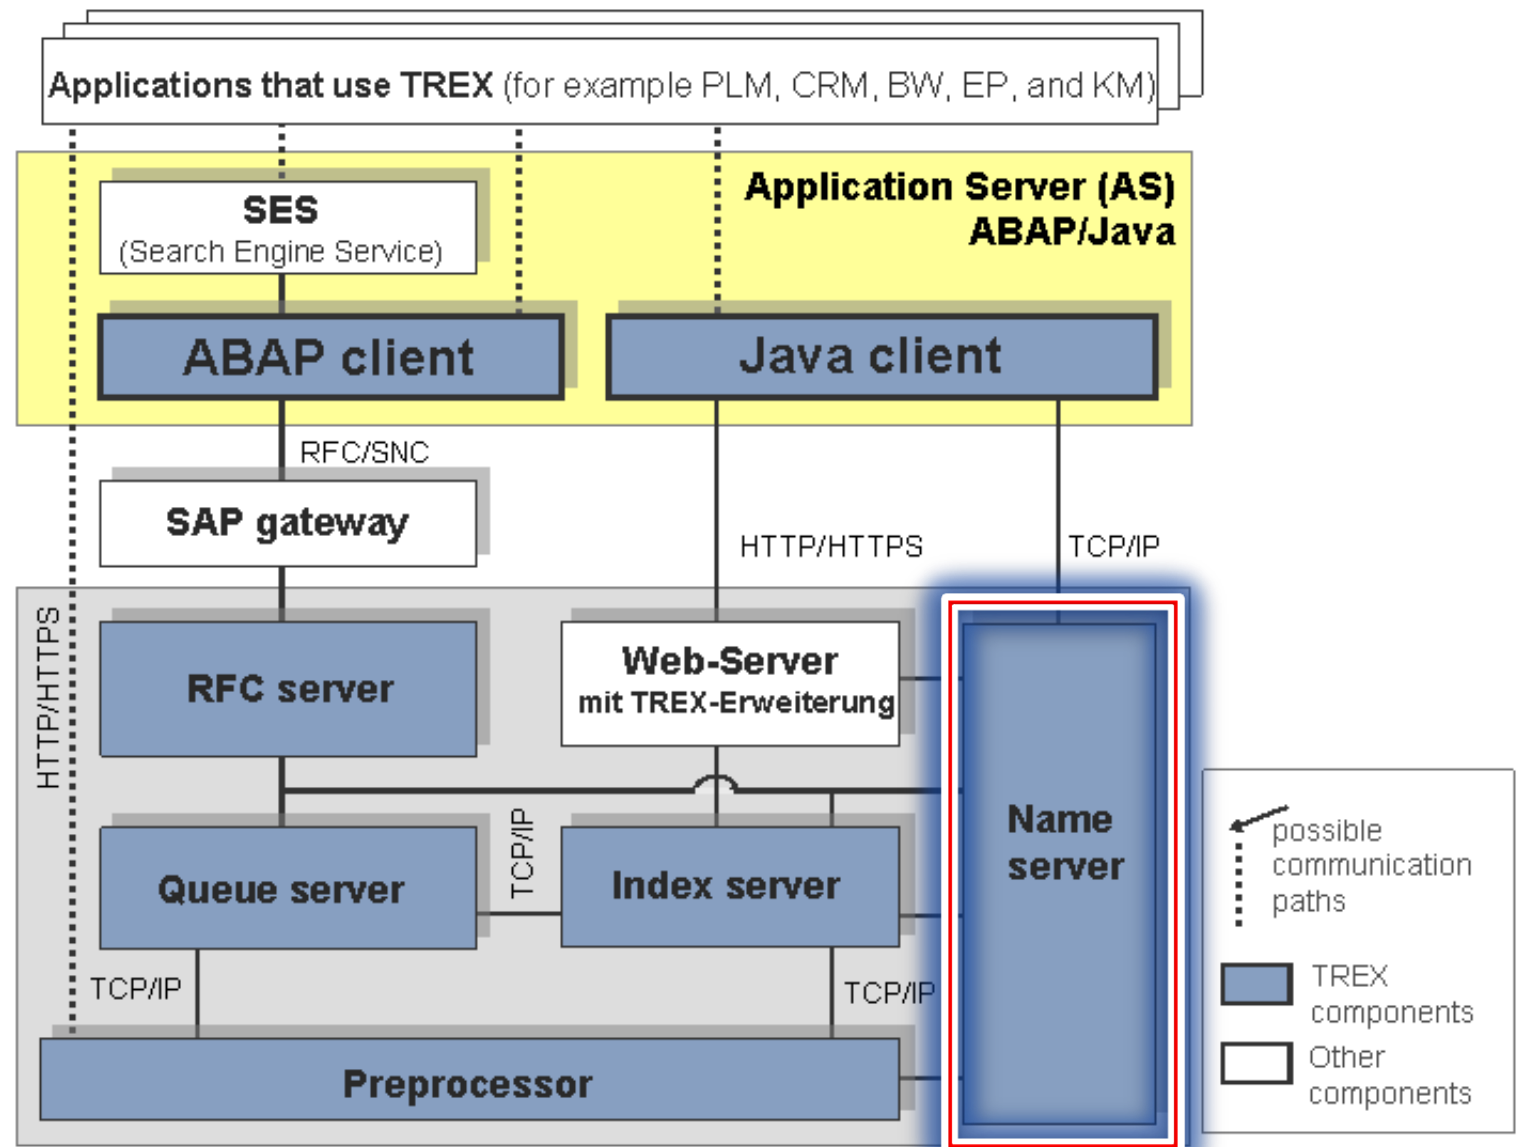 Applications that use TREX (for example PLM, CRM, BW, EP, and KM)
Application Server (AS)
ABAP/Java
SES
(Search Engine Service)
ABAP client
Java client
RFC/SNC
SAP gateway
HTTP/HTTPS
TCP/IP
HTTP/HTTPS
RFC server
Web-Server
mit TREX-Erweiterung
Name
server
TCP/IP
Queue server
Index server
TCP/IP
TCP/IP
Preprocessor
possible
communication
paths
TREX
components
Other
components